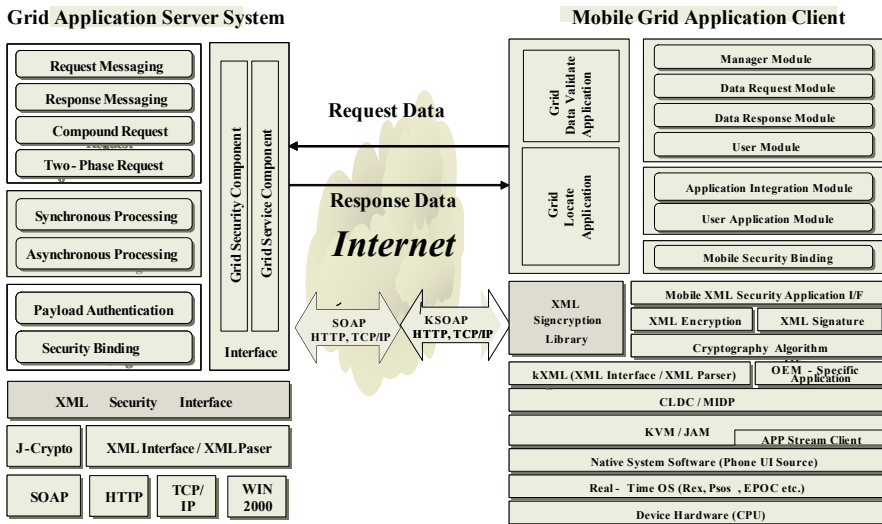 Grid Application Server System
Mobile Grid Application Client
Request Messaging
Response Messaging
Compound Request
Two - Phase Request
Synchronous Processing
Asynchronous Processing
Payload Authentication
Security Binding
Grid Security Component
Grid Service Component
Interface
XML Security Interface
J - Crypto
XML Interface / XML Paser
SOAP
HTTP
TCP/
IP
WIN
2000
Request Data
Response Data
Internet
SOAP
HTTP, TCP/IP
KSOAP
HTTP, TCP/IP
Grid
Data Validate
Application
Grid
Locate
Application
Manager Module
Data Request Module
Data Response Module
User Module
Application Integration Module
User Application Module
Mobile Security Binding
XML
Signcryption
Library
Mobile XML Security Application I/F
XML Encryption
XML Signature
Cryptography Algorithm
kXML (XML Interface / XML Parser)
OEM - Specific
Application
CLDC / MIDP
KVM / JAM
APP Stream Client
Native System Software (Phone UI Source)
Real - Time OS (Rex, Psos , EPOC etc.)
Device Hardware (CPU)